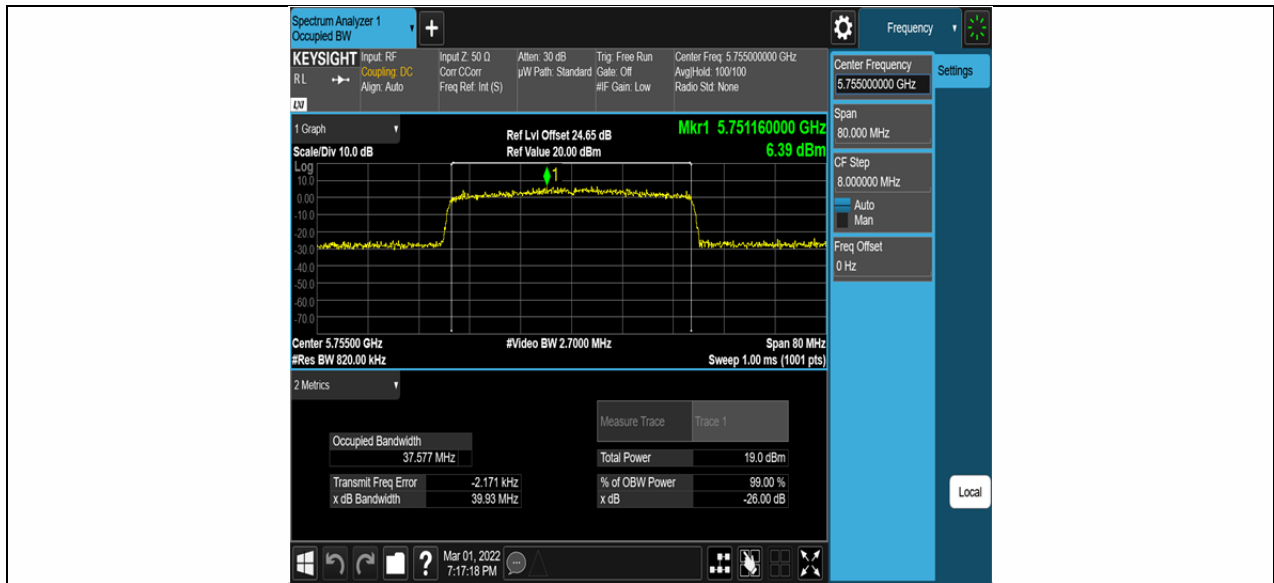 Spectrum Analyzer 1
Occupied BW
+
Frequency
KEYSIGHT
RL
LXI
Input: RF
Coupling: DC
Align: Auto
Input Z: 50 Ω
Corr CCorr
Freq Ref: Int (S)
Atten: 30 dB
µW Path: Standard
Trig: Free Run
Gate: Off
#IF Gain: Low
Center Freq: 5.755000000 GHz
Avg|Hold: 100/100
Radio Std: None
Center Frequency
5.755000000 GHz
Settings
Span
80.000 MHz
CF Step
8.000000 MHz
Auto
Man
Freq Offset
0 Hz
Local
1 Graph
Scale/Div 10.0 dB
Ref Lvl Offset 24.65 dB
Ref Value 20.00 dBm
Mkr1 5.751160000 GHz
6.39 dBm
Log
1
10.0
0.00
-10.0
-20.0
-30.0
-40.0
-50.0
-60.0
-70.0
Center 5.75500 GHz
#Res BW 820.00 kHz
#Video BW 2.7000 MHz
Span 80 MHz
Sweep 1.00 ms (1001 pts)
2 Metrics
Measure Trace Trace 1
Occupied Bandwidth
37.577 MHz
Total Power 19.0 dBm
Transmit Freq Error -2.171 kHz
% of OBW Power 99.00 %
x dB Bandwidth 39.93 MHz
x dB -26.00 dB
?
Mar 01, 2022
7:17:18 PM